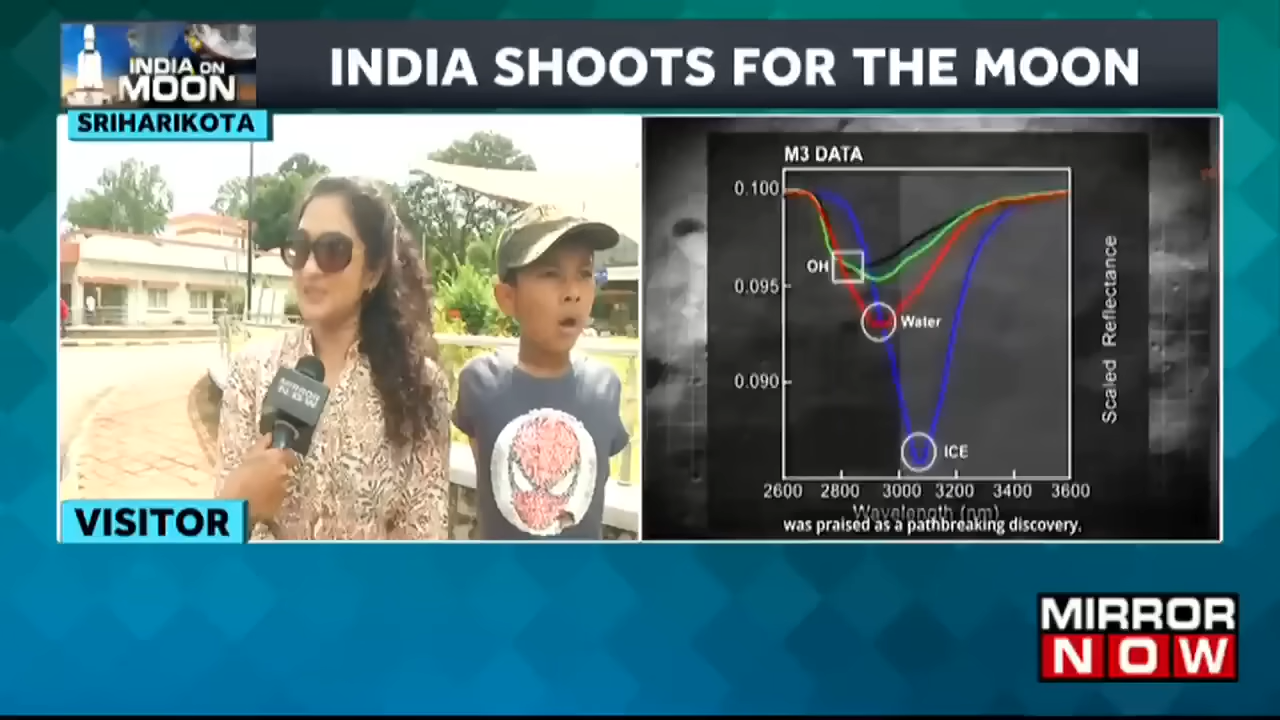 INDIA ON
MOON
INDIA SHOOTS FOR THE MOON
SRIHARIKOTA
MIRROR
NOW
VISITOR
M3 DATA
0.100
OH
0.095
Water
0.090
ICE
2600 2800 3000 3200 3400 3600
Wavelength (nm)
Scaled Reflectance
was praised as a pathbreaking discovery.
MIRROR
NOW